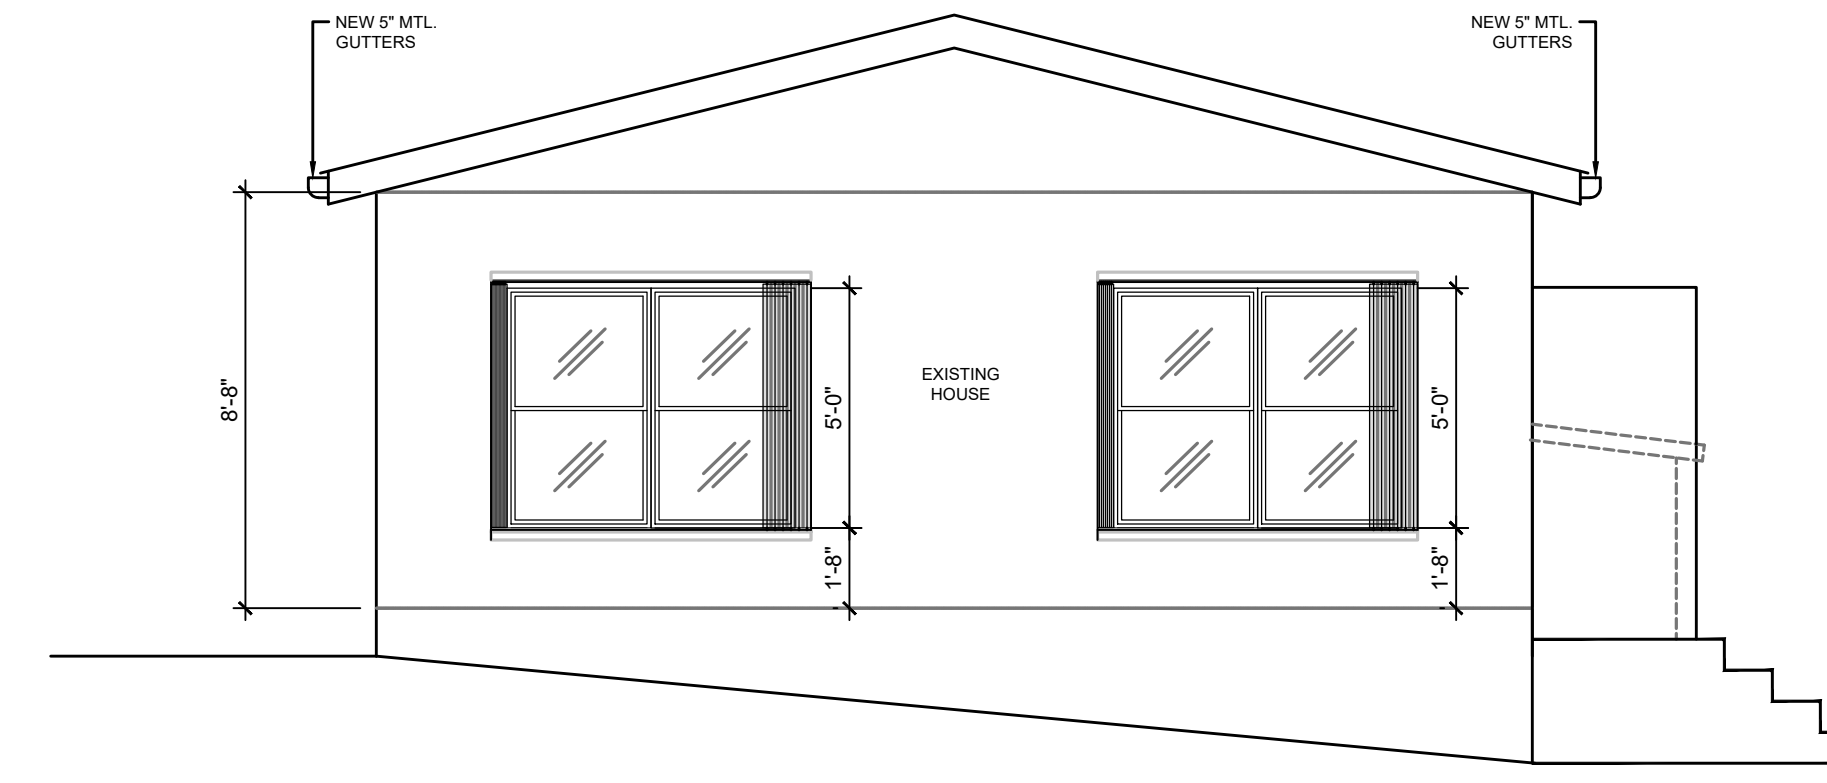 NEW 5" MTL.
GUTTERS
NEW 5" MTL.
GUTTERS
8'-8"
5'-0"
EXISTING
HOUSE
5'-0"
1'-8"
1'-8"